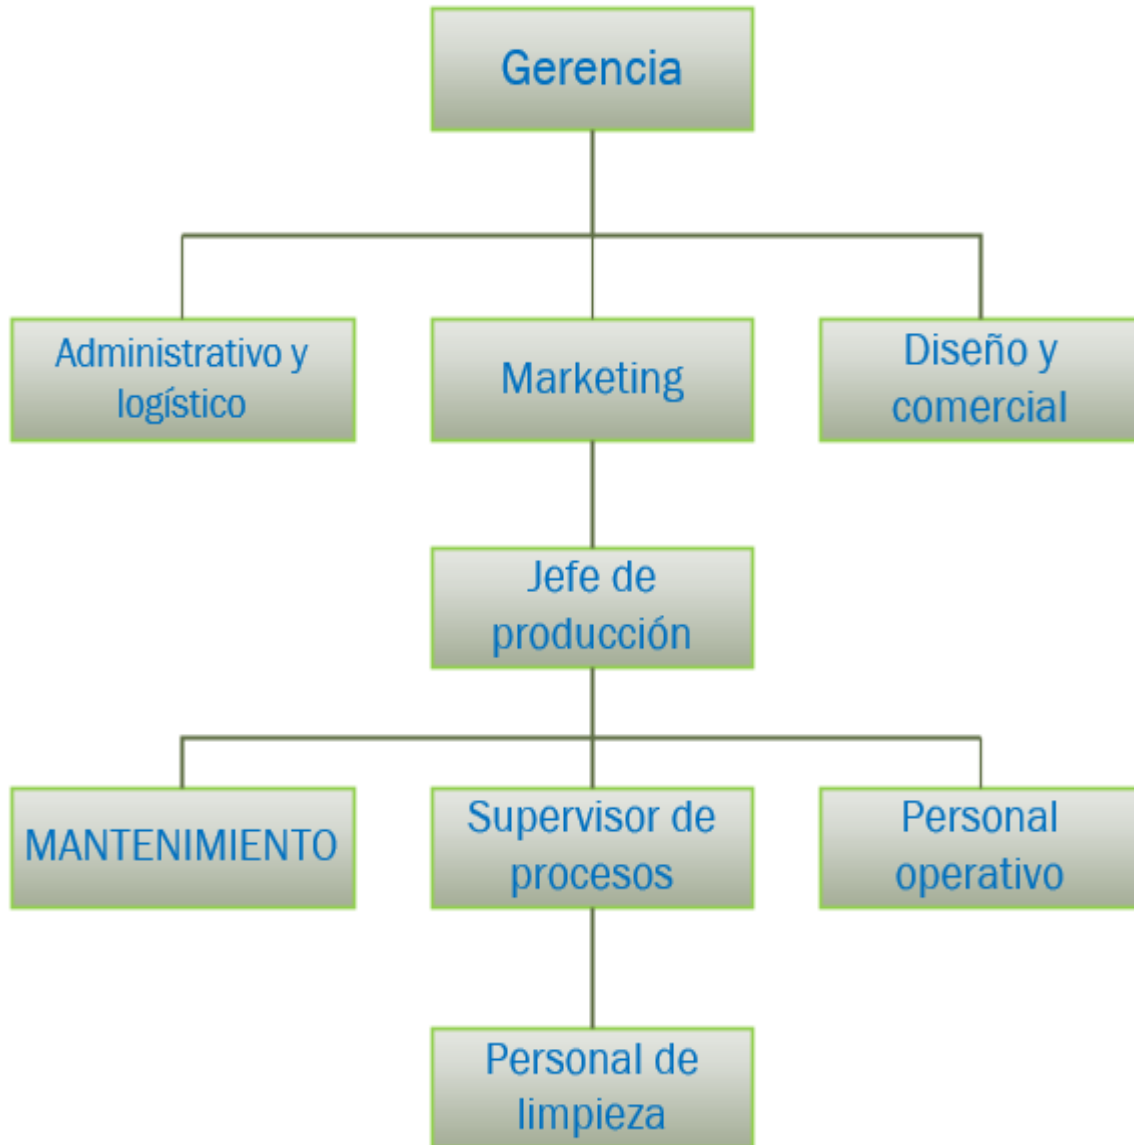 Gerencia
Administrativo y
logístico
Marketing
Diseño y
comercial
Jefe de
producción
MANTENIMIENTO
Supervisor de
procesos
Personal
operativo
Personal de
limpieza